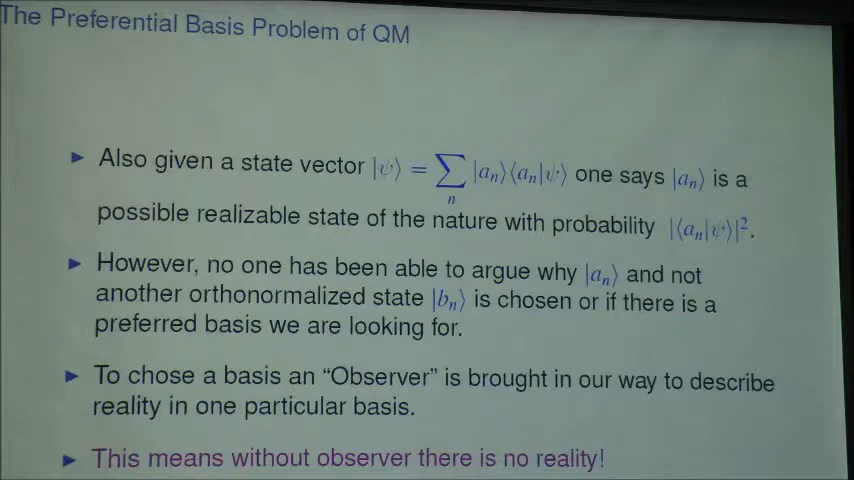 The Preferential Basis Problem of QM
► Also given a state vector |ψ⟩ = ∑ₙ |aₙ⟩⟨aₙ|ψ⟩ one says |aₙ⟩ is a
possible realizable state of the nature with probability |⟨aₙ|ψ⟩|².
► However, no one has been able to argue why |aₙ⟩ and not
another orthonormalized state |bₙ⟩ is chosen or if there is a
preferred basis we are looking for.
► To chose a basis an “Observer” is brought in our way to describe
reality in one particular basis.
► This means without observer there is no reality!